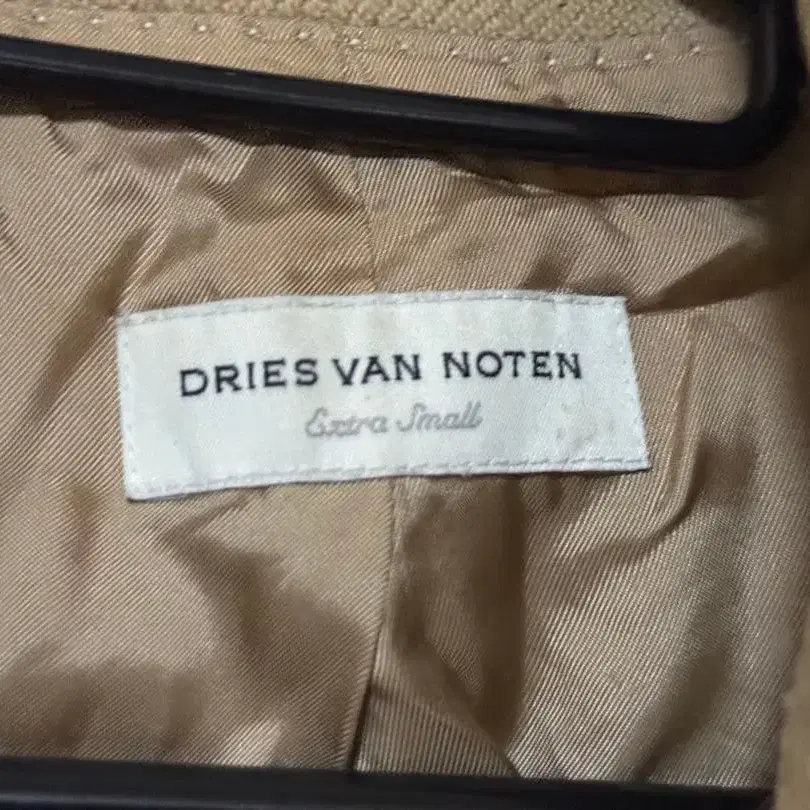 DRIES VAN NOTEN
Extra Small